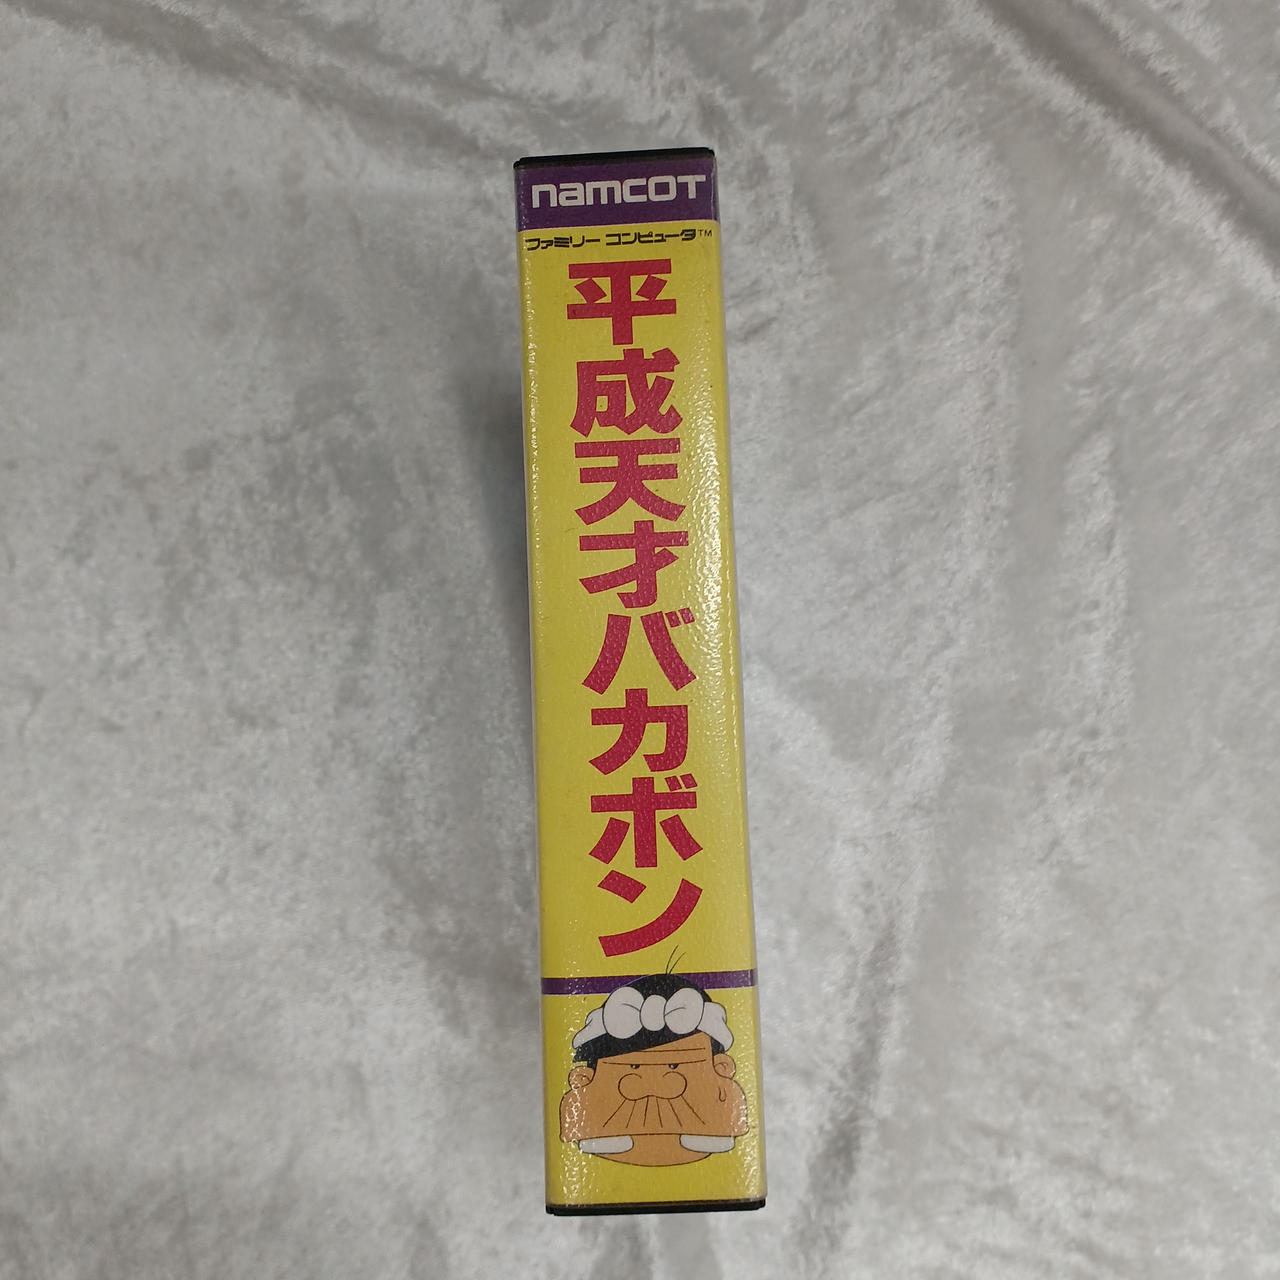 namcoT
ファミリー コンピュータ™
平成天才バカボン